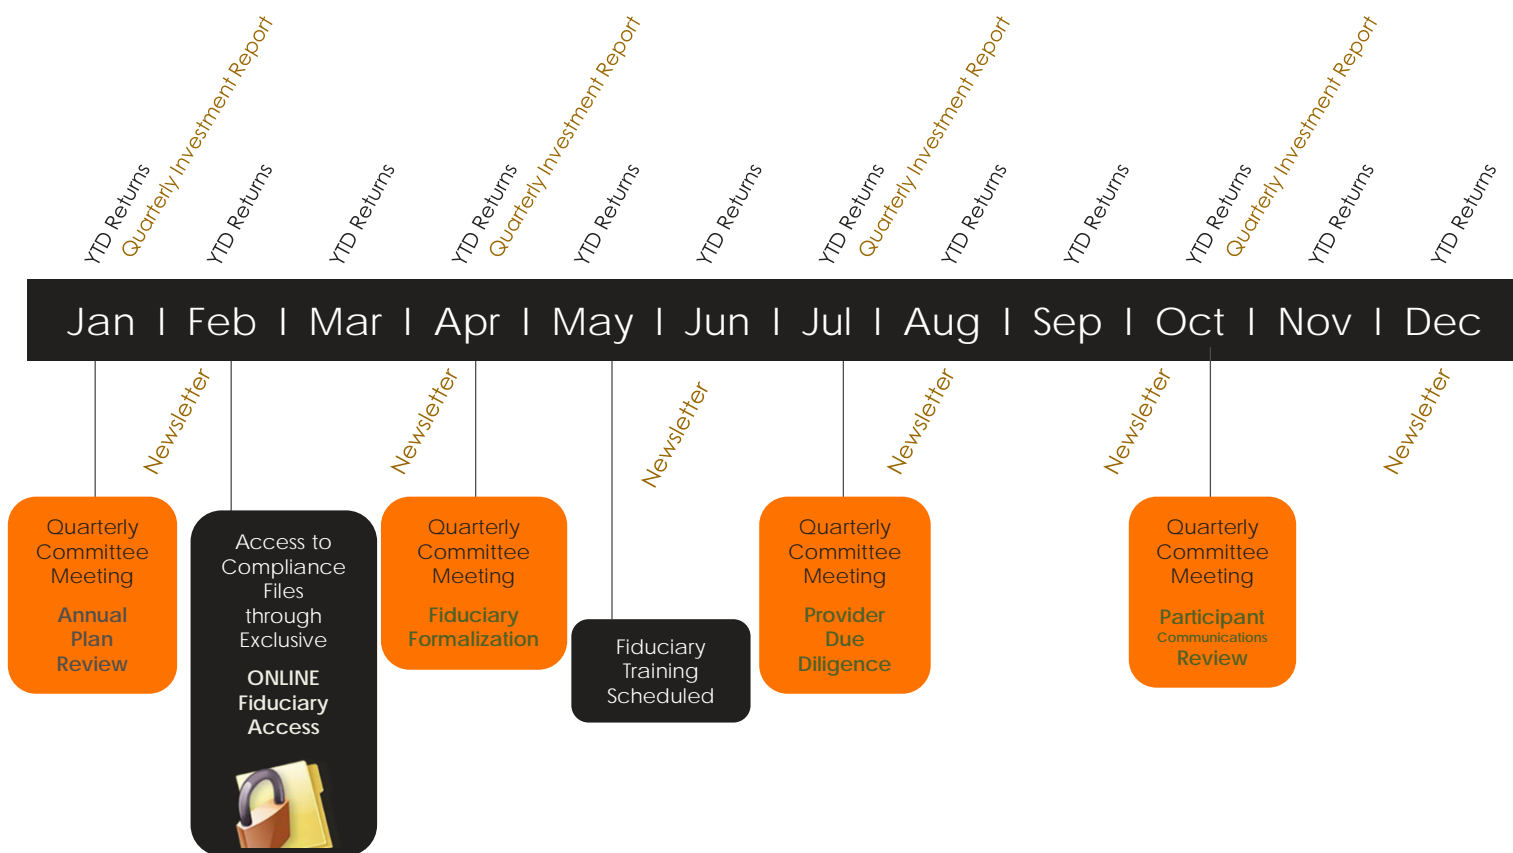 YTD Returns
Quarterly Investment Report
YTD Returns
YTD Returns
YTD Returns
Quarterly Investment Report
YTD Returns
YTD Returns
YTD Returns
Quarterly Investment Report
YTD Returns
YTD Returns
YTD Returns
Quarterly Investment Report
YTD Returns
YTD Returns
Jan I Feb I Mar I Apr I May I Jun I Jul I Aug I Sep I Oct I Nov I Dec
Newsletter
Newsletter
Newsletter
Newsletter
Newsletter
Newsletter
Quarterly
Committee
Meeting
Annual
Plan
Review
Access to
Compliance
Files
through
Exclusive
ONLINE
Fiduciary
Access
Quarterly
Committee
Meeting
Fiduciary
Formalization
Fiduciary
Training
Scheduled
Quarterly
Committee
Meeting
Provider
Due
Diligence
Quarterly
Committee
Meeting
Participant
Communications
Review